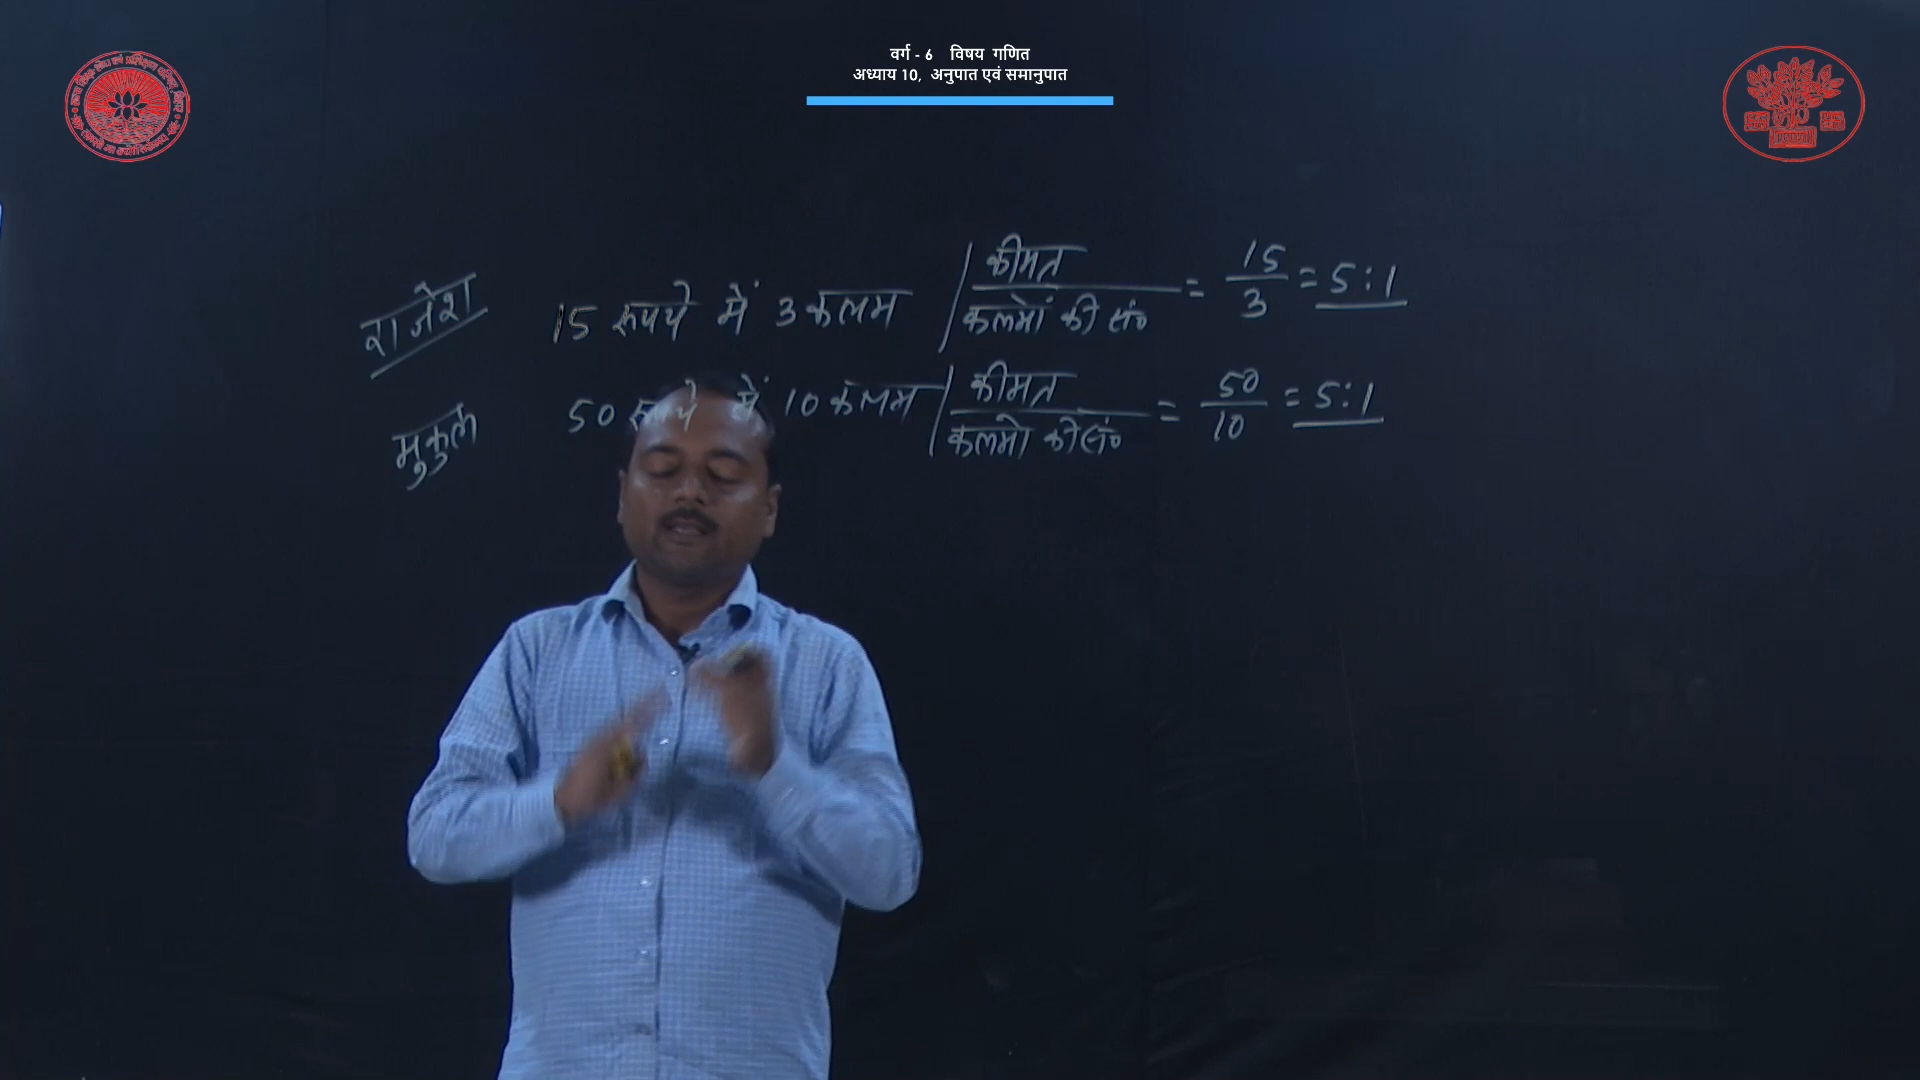 वर्ग - 6 विषय गणित
अध्याय 10, अनुपात एवं समानुपात
राजेश 15 रुपये में 3 कलम | कीमत / कलमों की सं० = 15 / 3 = 5:1
मुकुल 50 रूपये में 10 कलम | कीमत / कलमो की सं० = 50 / 10 = 5:1